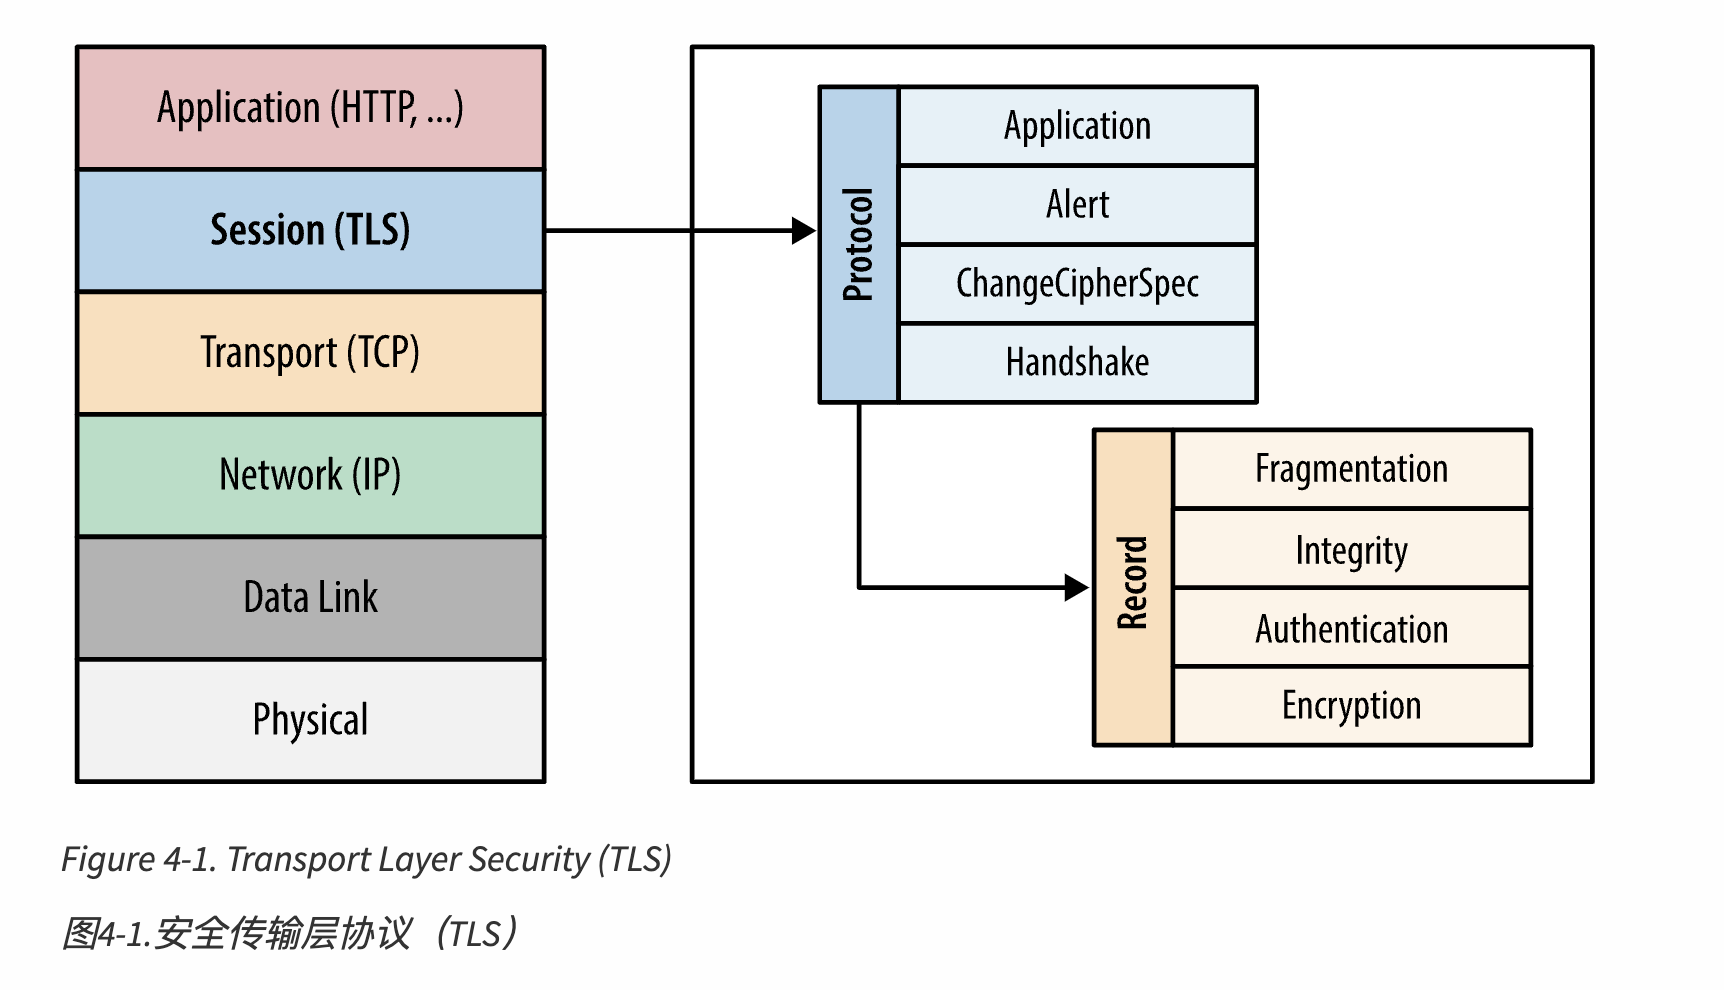 Application (HTTP, ...)
Session (TLS)
Transport (TCP)
Network (IP)
Data Link
Physical
Protocol
Application
Alert
ChangeCipherSpec
Handshake
Record
Fragmentation
Integrity
Authentication
Encryption
Figure 4-1. Transport Layer Security (TLS)
图4-1.安全传输层协议（TLS）